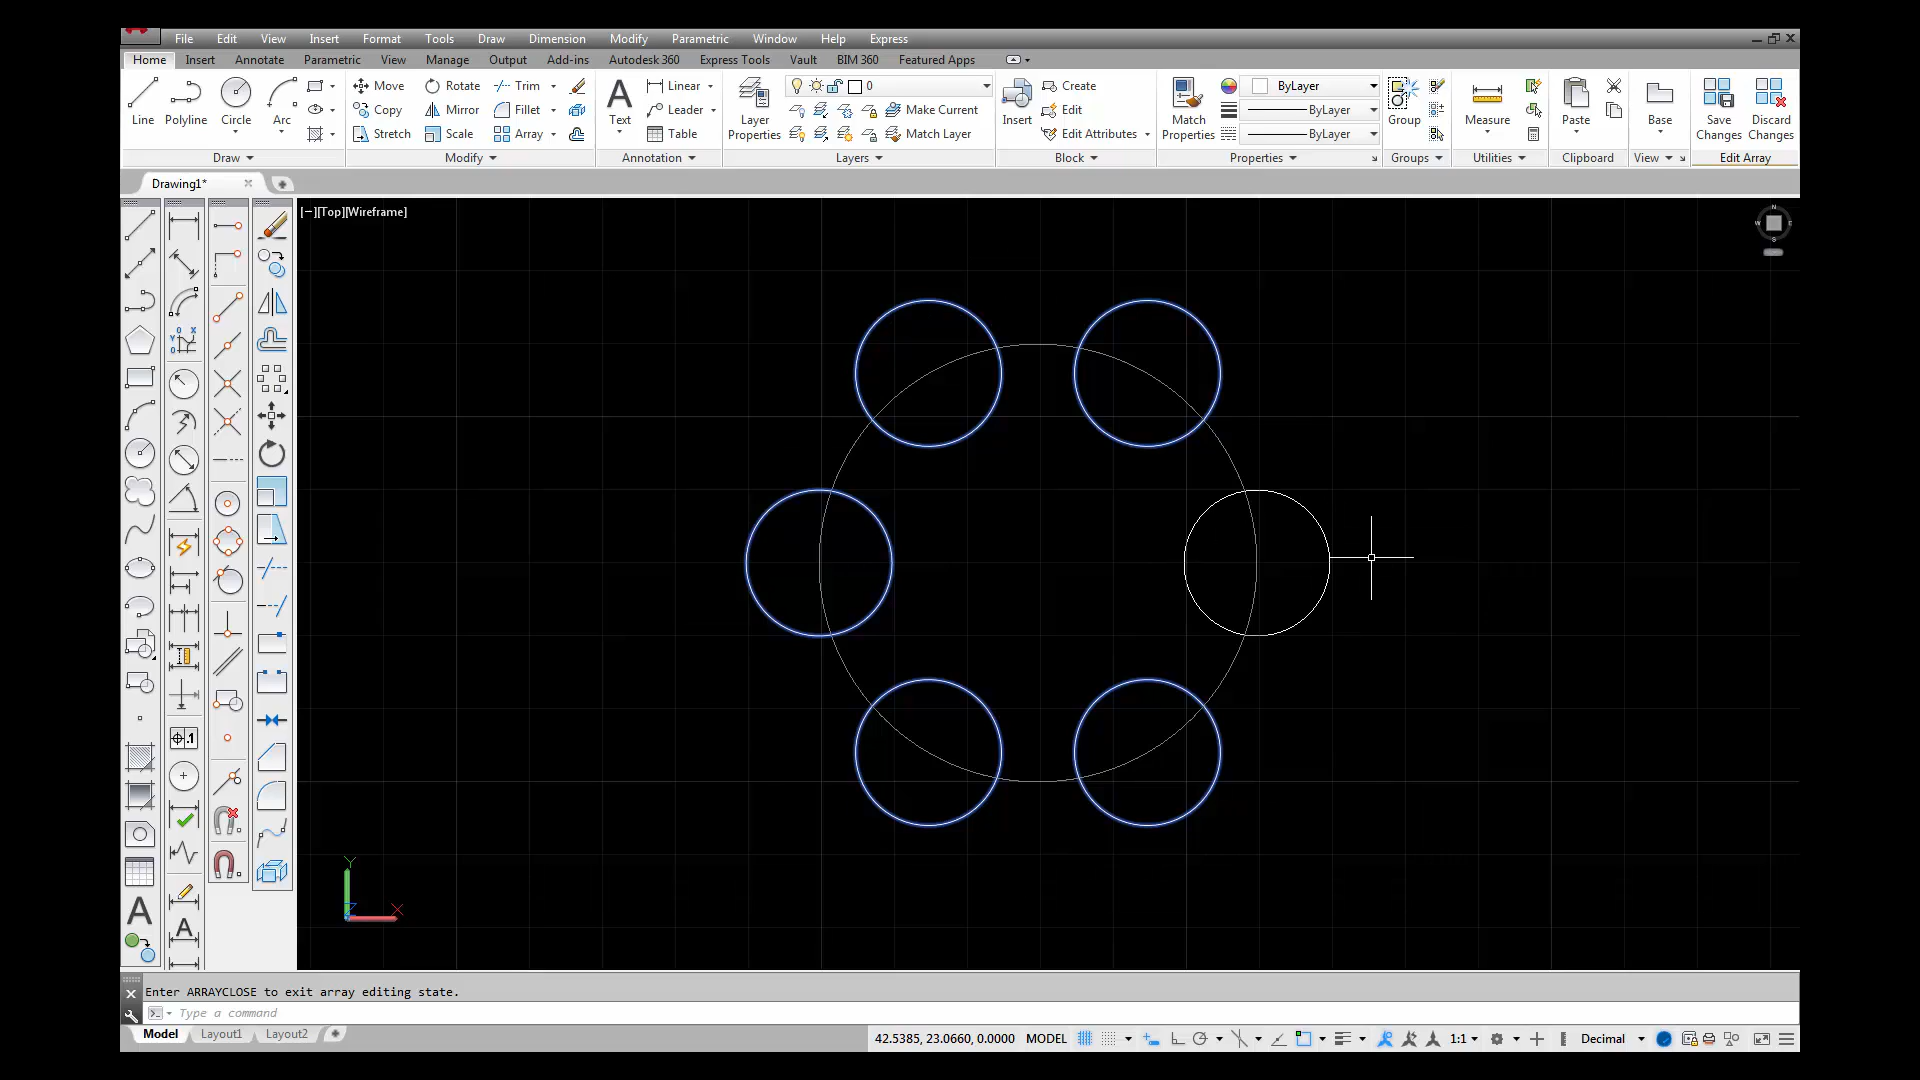 File Edit View Insert Format Tools Draw Dimension Modify Parametric Window Help Express
Home Insert Annotate Parametric View Manage Output Add-ins Autodesk 360 Express Tools Vault BIM 360 Featured Apps
Line Polyline Circle Arc
Move Rotate Trim
Copy Mirror Fillet
Stretch Scale Array
Text Linear
Leader
Table
Layer Properties
0
Make Current
Match Layer
Insert Create
Edit
Edit Attributes
Match Properties
ByLayer
ByLayer
ByLayer
Group
Measure
Paste
Base
Save Changes
Discard Changes
Draw Modify Annotation Layers Block Properties Groups Utilities Clipboard View Edit Array
Drawing1*
[−][Top][Wireframe]
N
W E
S
Y
Z X
Enter ARRAYCLOSE to exit array editing state.
Type a command
Model Layout1 Layout2
42.5385, 23.0660, 0.0000 MODEL 1:1 Decimal